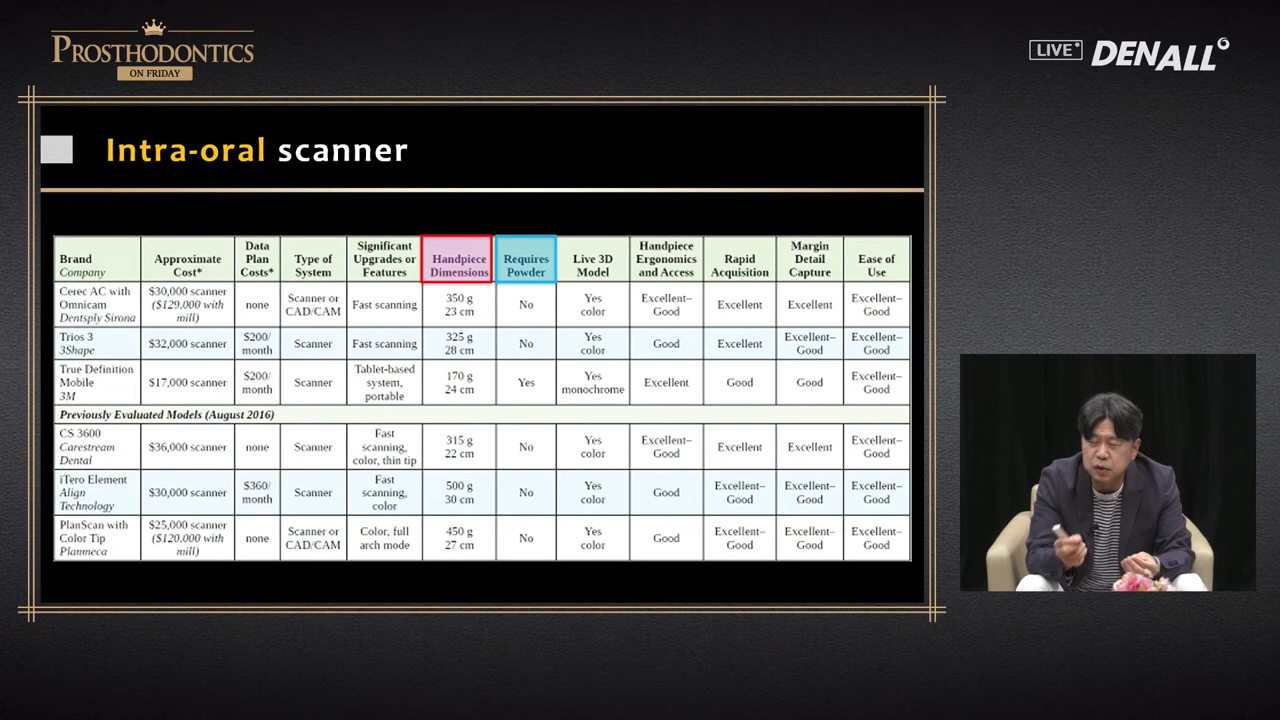 PROSTHODONTICS
ON FRIDAY
LIVE
DENALL
Intra-oral scanner
Brand
Company
Approximate
Cost*
Data
Plan
Costs*
Type of
System
Significant
Upgrades or
Features
Handpiece
Dimensions
Requires
Powder
Live 3D
Model
Handpiece
Ergonomics
and Access
Rapid
Acquisition
Margin
Detail
Capture
Ease of
Use
Cerec AC with
Omnicam
Dentsply Sirona
$30,000 scanner
($129,000 with
mill)
none
Scanner or
CAD/CAM
Fast scanning
350 g
23 cm
No
Yes
color
Excellent–
Good
Excellent
Excellent
Excellent–
Good
Trios 3
3Shape
$32,000 scanner
$200/
month
Scanner
Fast scanning
325 g
28 cm
No
Yes
color
Good
Excellent
Excellent–
Good
Excellent–
Good
True Definition
Mobile
3M
$17,000 scanner
$200/
month
Scanner
Tablet-based
system,
portable
170 g
24 cm
Yes
Yes
monochrome
Excellent
Good
Good
Excellent–
Good
Previously Evaluated Models (August 2016)
CS 3600
Carestream
Dental
$36,000 scanner
none
Scanner
Fast
scanning,
color, thin tip
315 g
22 cm
No
Yes
color
Excellent–
Good
Excellent
Excellent
Excellent–
Good
iTero Element
Align
Technology
$30,000 scanner
$360/
month
Scanner
Fast
scanning,
color
500 g
30 cm
No
Yes
color
Good
Excellent–
Good
Excellent–
Good
Excellent–
Good
PlanScan with
Color Tip
Planmeca
$25,000 scanner
($120,000 with
mill)
none
Scanner or
CAD/CAM
Color, full
arch mode
450 g
27 cm
No
Yes
color
Good
Excellent–
Good
Excellent–
Good
Excellent–
Good